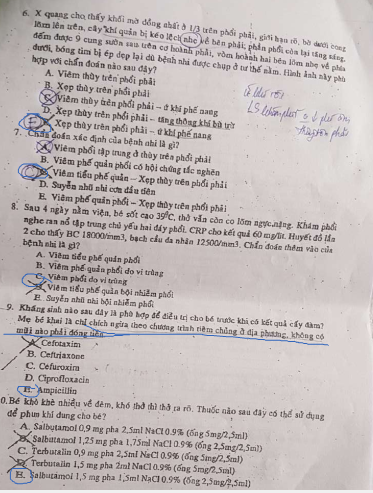 6. X quang cho thấy khối mờ đồng nhất ở 1/3 trên phổi phải, giới hạn rõ, bờ dưới cong
lõm lên trên, cây khí quản bị kéo lệch nhẹ về bên phải; phần phổi còn lại tăng sáng,
đếm được 9 cung sườn sau trên cơ hoành phải, vòm hoành hai bên lõm nhẹ về phía
dưới, bóng tim bị ép dẹp lại dù bệnh nhi được chụp ở tư thế nằm. Hình ảnh này phù
hợp với chẩn đoán nào sau đây?
A. Viêm thùy trên phổi phải
B. Xẹp thùy trên phổi phải
C. Viêm thùy trên phổi phải – ứ khí phế nang
D. Xẹp thùy trên phổi phải – tăng thông khí bù trừ
E. Xẹp thùy trên phổi phải – ứ khí phế nang
7. Chẩn đoán xác định của bệnh nhi là gì?
A. Viêm phổi tập trung ở thùy trên phổi phải
B. Viêm phế quản phổi có hội chứng tắc nghẽn
C. Viêm tiểu phế quản – Xẹp thùy trên phổi phải
D. Suyễn nhũ nhi cơn đầu tiên
E. Viêm phế quản phổi – Xẹp thùy trên phổi phải
8. Sau 4 ngày nằm viện, bé sốt cao 39⁰C, thở vẫn còn co lõm ngực nặng. Khám phổi
nghe ran nổ tập trung chủ yếu hai đáy phổi. CRP cho kết quả 60 mg/lít. Huyết đồ lần
2 cho thấy BC 18000/mm3, bạch cầu đa nhân 12500/mm3. Chẩn đoán thêm vào của
bệnh nhi là gì?
A. Viêm tiểu phế quản phổi
B. Viêm phế quản phổi do vi trùng
C. Viêm phổi do vi trùng
D. Viêm tiểu phế quản bội nhiễm phổi
E. Suyễn nhũ nhi bội nhiễm phổi
9. Kháng sinh nào sau đây là phù hợp để điều trị cho bé trước khi có kết quả cấy đàm?
Mẹ bé khai là chỉ chích ngừa theo chương trình tiêm chủng ở địa phương, không có
mũi nào phải đóng tiền.
A. Cefotaxim
B. Ceftriaxone
C. Cefuroxim
D. Ciprofloxacin
E. Ampicillin
0. Bé khò khè nhiều về đêm, khó thở thì thở ra rõ. Thuốc nào sau đây có thể sử dụng
để phun khí dung cho bé?
A. Salbutamol 0,9 mg pha 2,5ml NaCl 0.9% (ống 5mg/2,5ml)
B. Salbutamol 1,25 mg pha 1,75ml NaCl 0.9% (ống 2,5mg/2,5ml)
C. Terbutalin 0,9 mg pha 2,5ml NaCl 0.9% (ống 5mg/2,5ml)
D. Terbutalin 1,5 mg pha 2ml NaCl 0.9% (ống 5mg/2,5ml)
E. Salbutamol 1,5 mg pha 1,5ml NaCl 0.9% (ống 2,5mg/2,5ml)